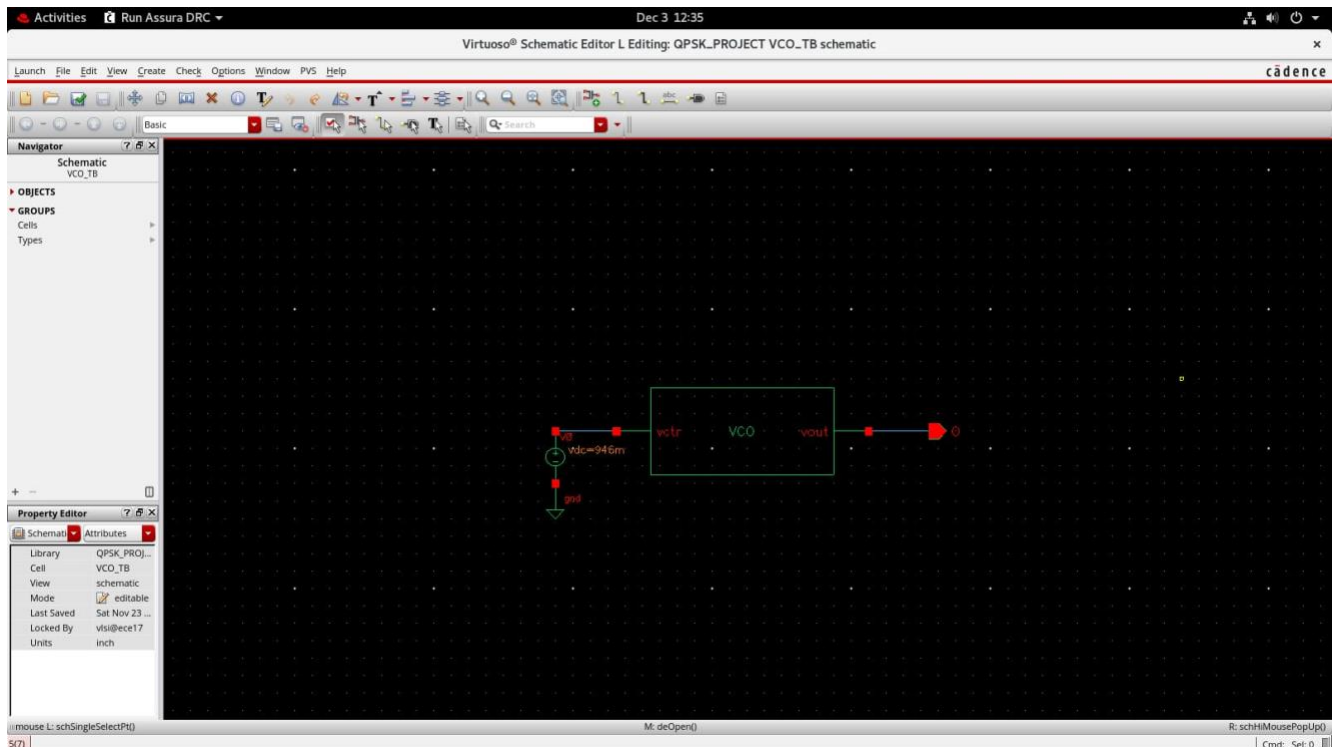 Activities Run Assura DRC Dec 3 12:35
Virtuoso® Schematic Editor L Editing: QPSK_PROJECT VCO_TB schematic
Launch File Edit View Create Check Options Window PVS Help cādence
Basic Search
Navigator
Schematic
VCO_TB
OBJECTS
GROUPS
Cells
Types
vctr VCO vout
vdc=946m
gnd
Property Editor
Schemati Attributes
Library QPSK_PROJ...
Cell VCO_TB
View schematic
Mode editable
Last Saved Sat Nov 23 ...
Locked By vlsi@ece17
Units inch
mouse L: schSingleSelectPt() M: deOpen() R: schHiMousePopUp()
5(7) Cmd: Sel: 0